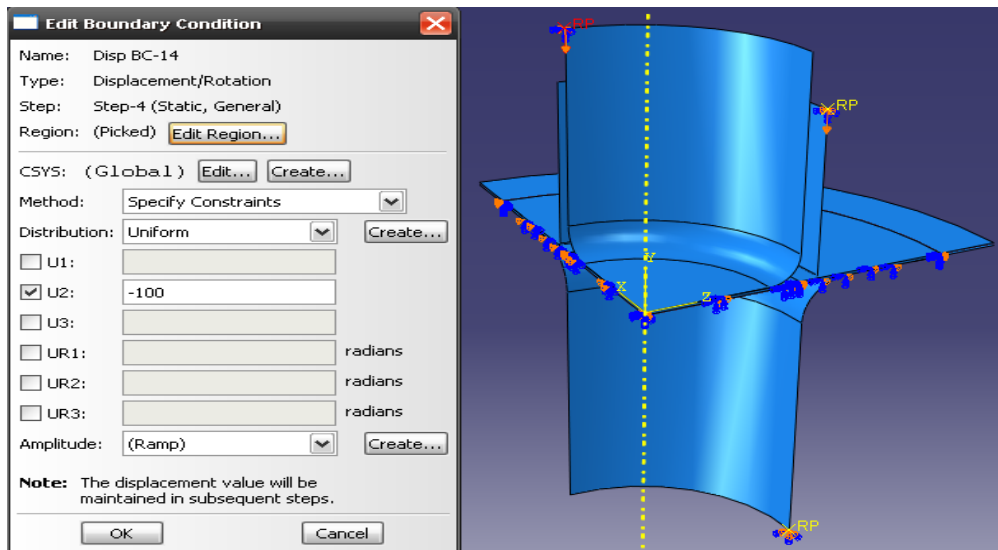 Edit Boundary Condition
Name: Disp BC-14
Type: Displacement/Rotation
Step: Step-4 (Static, General)
Region: (Picked) Edit Region...
CSYS: (Global) Edit... Create...
Method: Specify Constraints
Distribution: Uniform Create...
U1:
U2: -100
U3:
UR1: radians
UR2: radians
UR3: radians
Amplitude: (Ramp) Create...
Note: The displacement value will be
maintained in subsequent steps.
OK Cancel
RP
RP
Y
X Z
RP